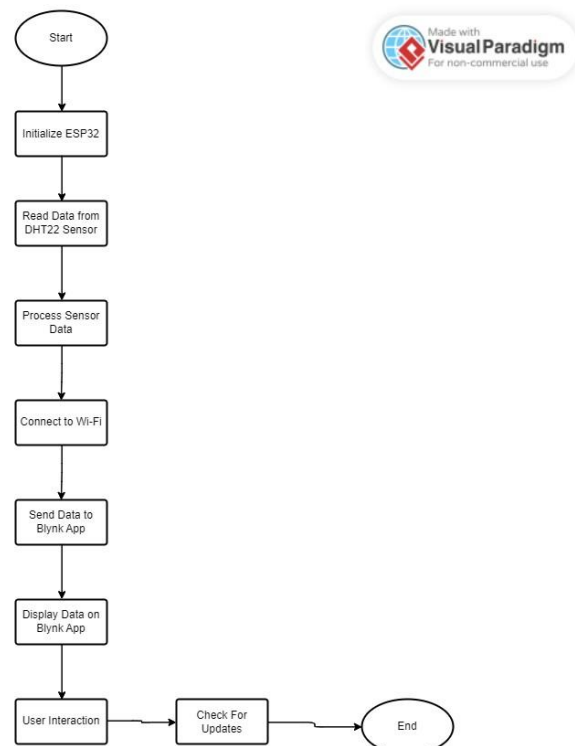 Start
Made with
Visual Paradigm
For non-commercial use
Initialize ESP32
Read Data from
DHT22 Sensor
Process Sensor
Data
Connect to Wi-Fi
Send Data to
Blynk App
Display Data on
Blynk App
User Interaction
Check For
Updates
End